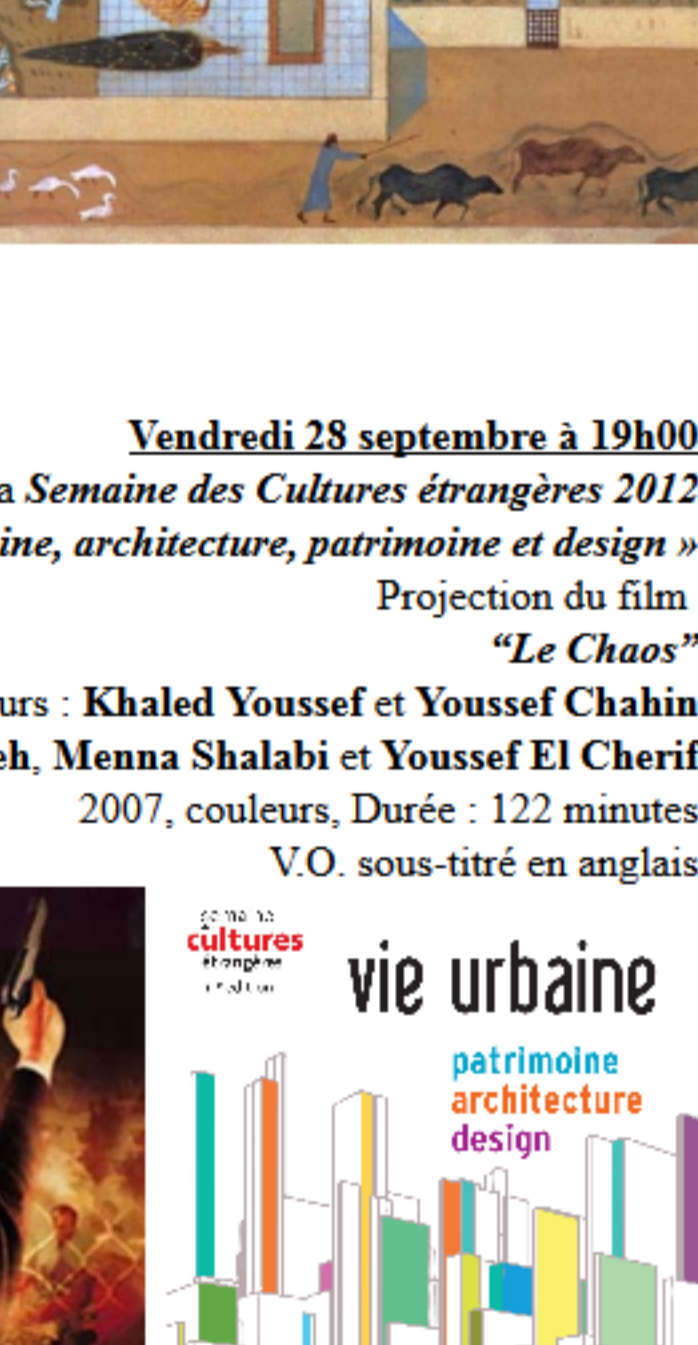 Vendredi 28 septembre à 19h00
a Semaine des Cultures étrangères 2012
ine, architecture, patrimoine et design »
Projection du film
“Le Chaos”
urs : Khaled Youssef et Youssef Chahin
eh, Menna Shalabi et Youssef El Cherif
2007, couleurs, Durée : 122 minutes
V.O. sous-titré en anglais
semaine
cultures
étrangères
vie urbaine
patrimoine
architecture
design